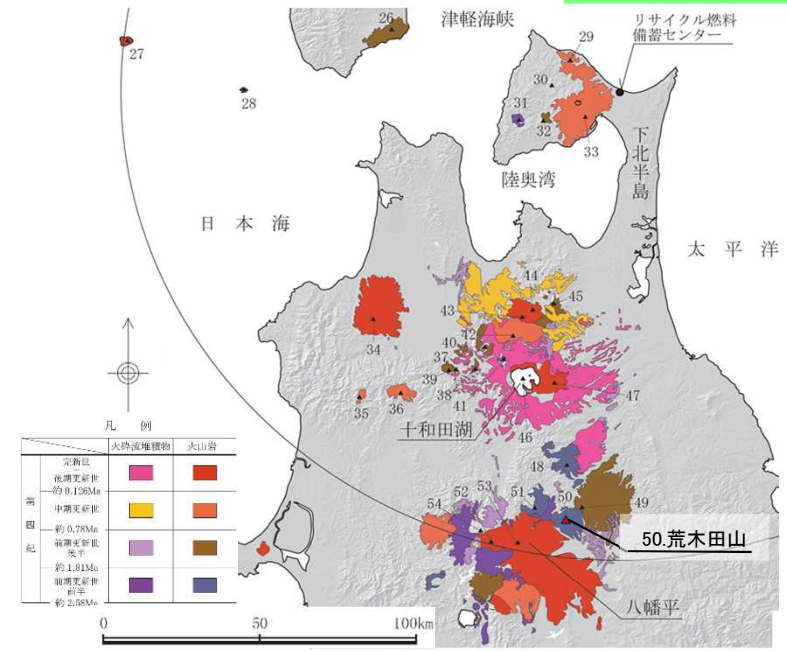 26
津軽海峡
リサイクル燃料
備蓄センター
27
29
30
28
31
32
33
下北半島
陸奥湾
日本海
太平洋
44
45
43
42
34
40
37
39
38
41
35
36
47
十和田湖
46
凡例
火砕流堆積物
火山岩
第四紀
完新世
後期更新世
約0.126Ma
中期更新世
約0.78Ma
前期更新世
後半
約1.81Ma
前期更新世
前半
約2.58Ma
48
53
51
50
49
52
54
50.荒木田山
八幡平
0
50
100km